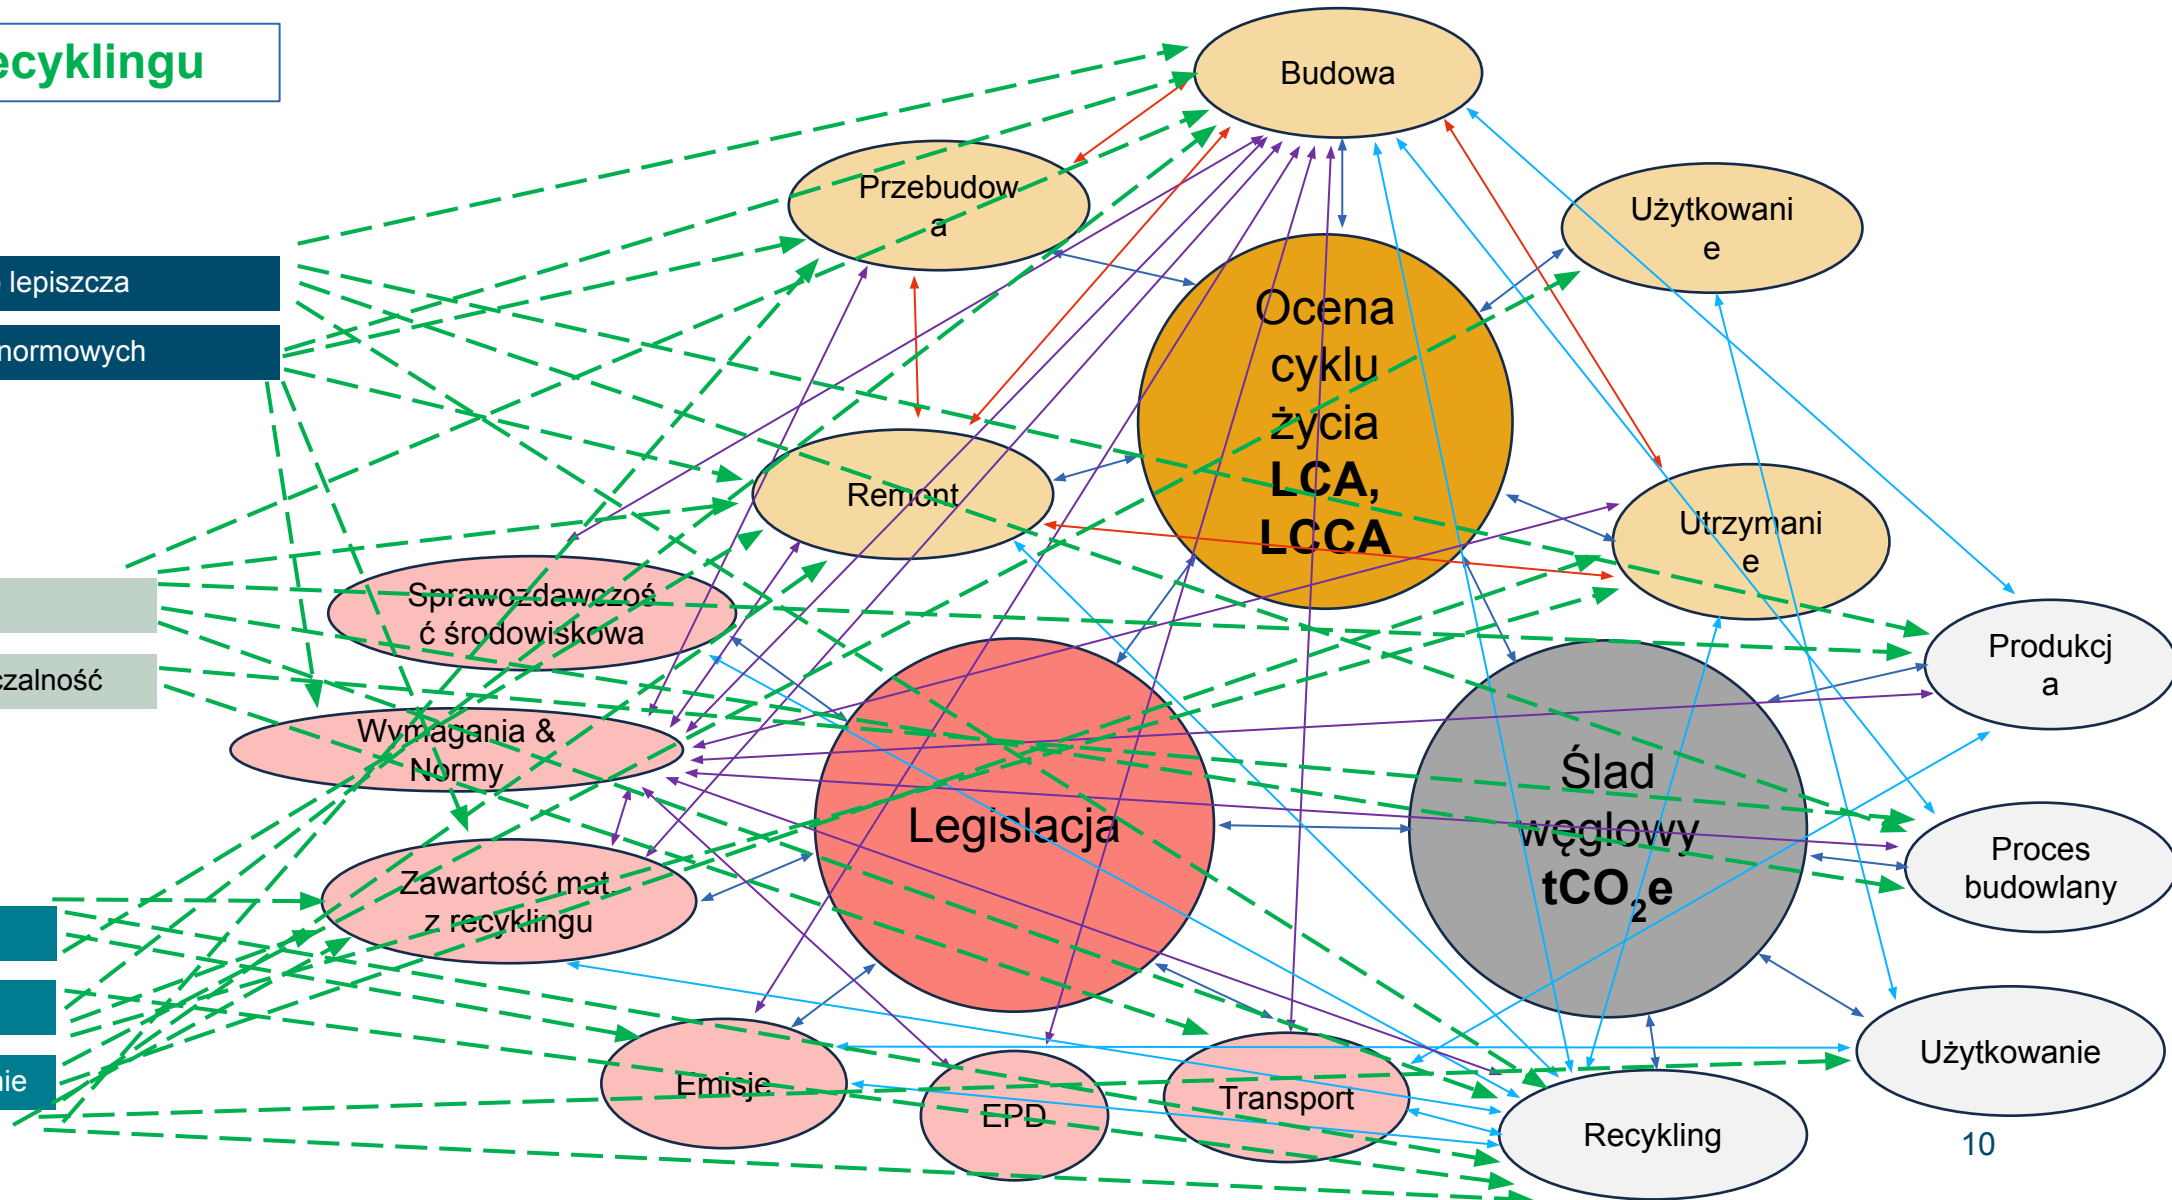 ecyklingu
Budowa
Przebudow
a
Użytkowani
e
lepiszcza
normowych
Ocena
cyklu
życia
LCA,
LCCA
Remont
Utrzymani
e
Sprawozdawczoś
ć środowiskowa
czalność
Produkcj
a
Wymagania &
Normy
Legislacja
Ślad
węglowy
tCO₂e
Proces
budowlany
Zawartość mat.
z recyklingu
Użytkowanie
nie
Emisje
EPD
Transport
Recykling
10